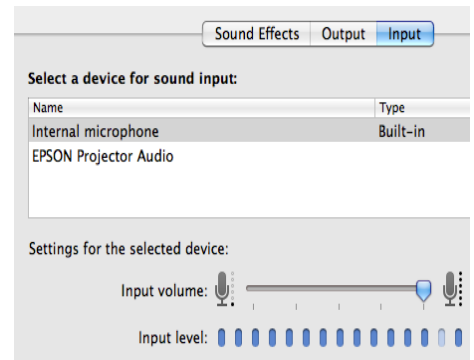 Sound Effects Output Input
Select a device for sound input:
Name Type
Internal microphone Built-in
EPSON Projector Audio
Settings for the selected device:
Input volume:
Input level: